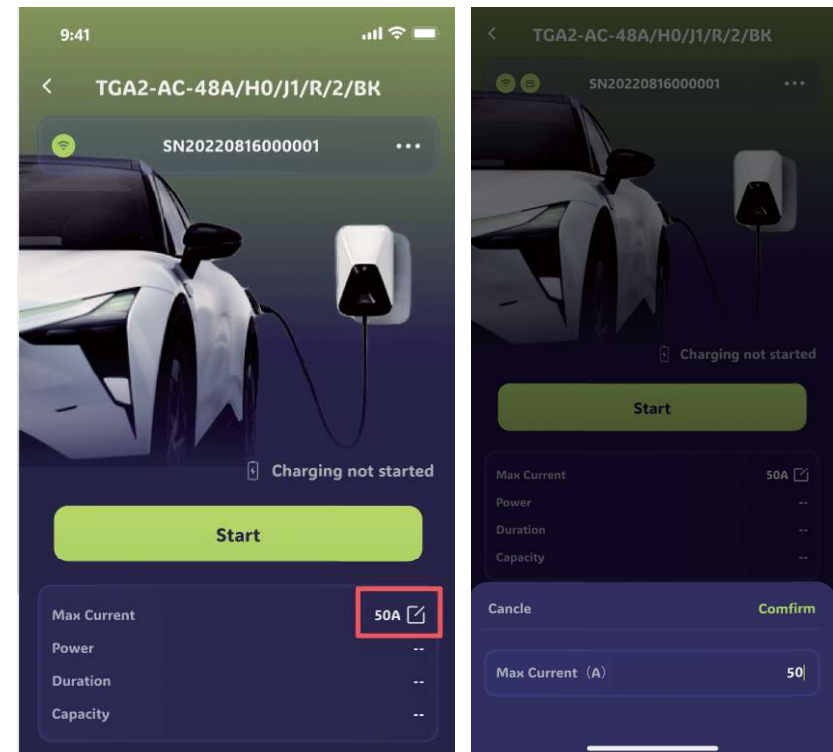 9:41
TGA2-AC-48A/H0/J1/R/2/BK
SN20220816000001
Charging not started
Start
Max Current 50A
Power --
Duration --
Capacity --
TGA2-AC-48A/H0/J1/R/2/BK
SN20220816000001
Charging not started
Start
Max Current 50A
Power --
Duration --
Capacity --
Cancle Comfirm
Max Current（A） 50